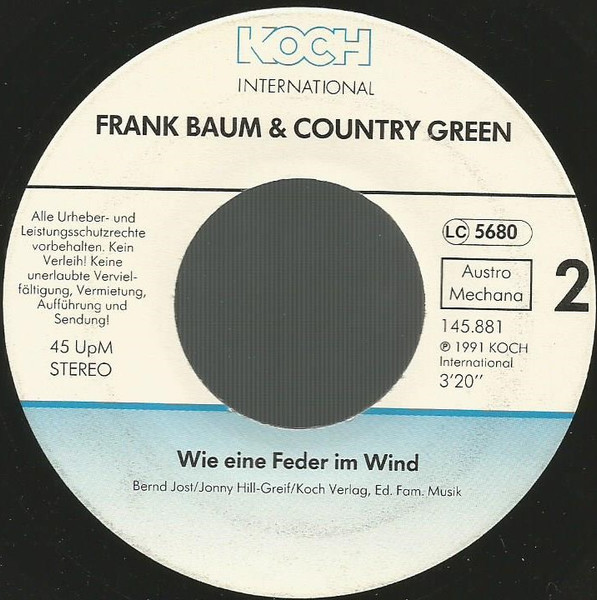 KOCH
INTERNATIONAL
FRANK BAUM & COUNTRY GREEN
Alle Urheber- und
Leistungsschutzrechte
vorbehalten. Kein
Verleih! Keine
unerlaubte Verviel-
fältigung, Vermietung,
Aufführung und
Sendung!
45 UpM
STEREO
LC 5680
Austro
Mechana
2
145.881
℗ 1991 KOCH
International
3'20''
Wie eine Feder im Wind
Bernd Jost/Jonny Hill-Greif/Koch Verlag, Ed. Fam. Musik